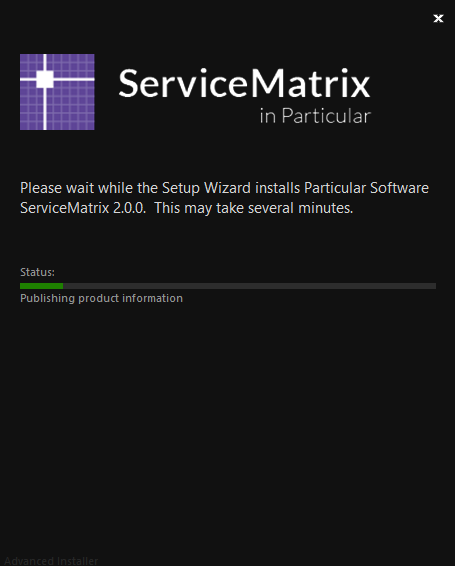 ServiceMatrix
in Particular
Please wait while the Setup Wizard installs Particular Software
ServiceMatrix 2.0.0.  This may take several minutes.
Status:
Publishing product information
Advanced Installer